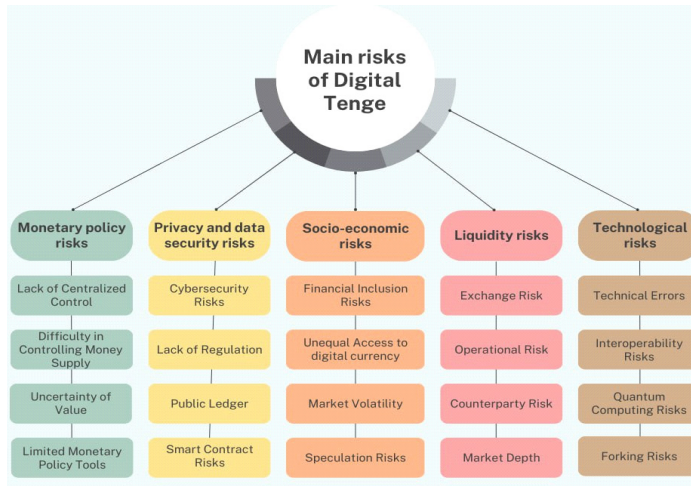 Main risks
of Digital
Tenge
Monetary policy
risks
Lack of Centralized
Control
Difficulty in
Controlling Money
Supply
Uncertainty of
Value
Limited Monetary
Policy Tools
Privacy and data
security risks
Cybersecurity
Risks
Lack of Regulation
Public Ledger
Smart Contract
Risks
Socio-economic
risks
Financial Inclusion
Risks
Unequal Access to
digital currency
Market Volatility
Speculation Risks
Liquidity risks
Exchange Risk
Operational Risk
Counterparty Risk
Market Depth
Technological
risks
Technical Errors
Interoperability
Risks
Quantum
Computing Risks
Forking Risks